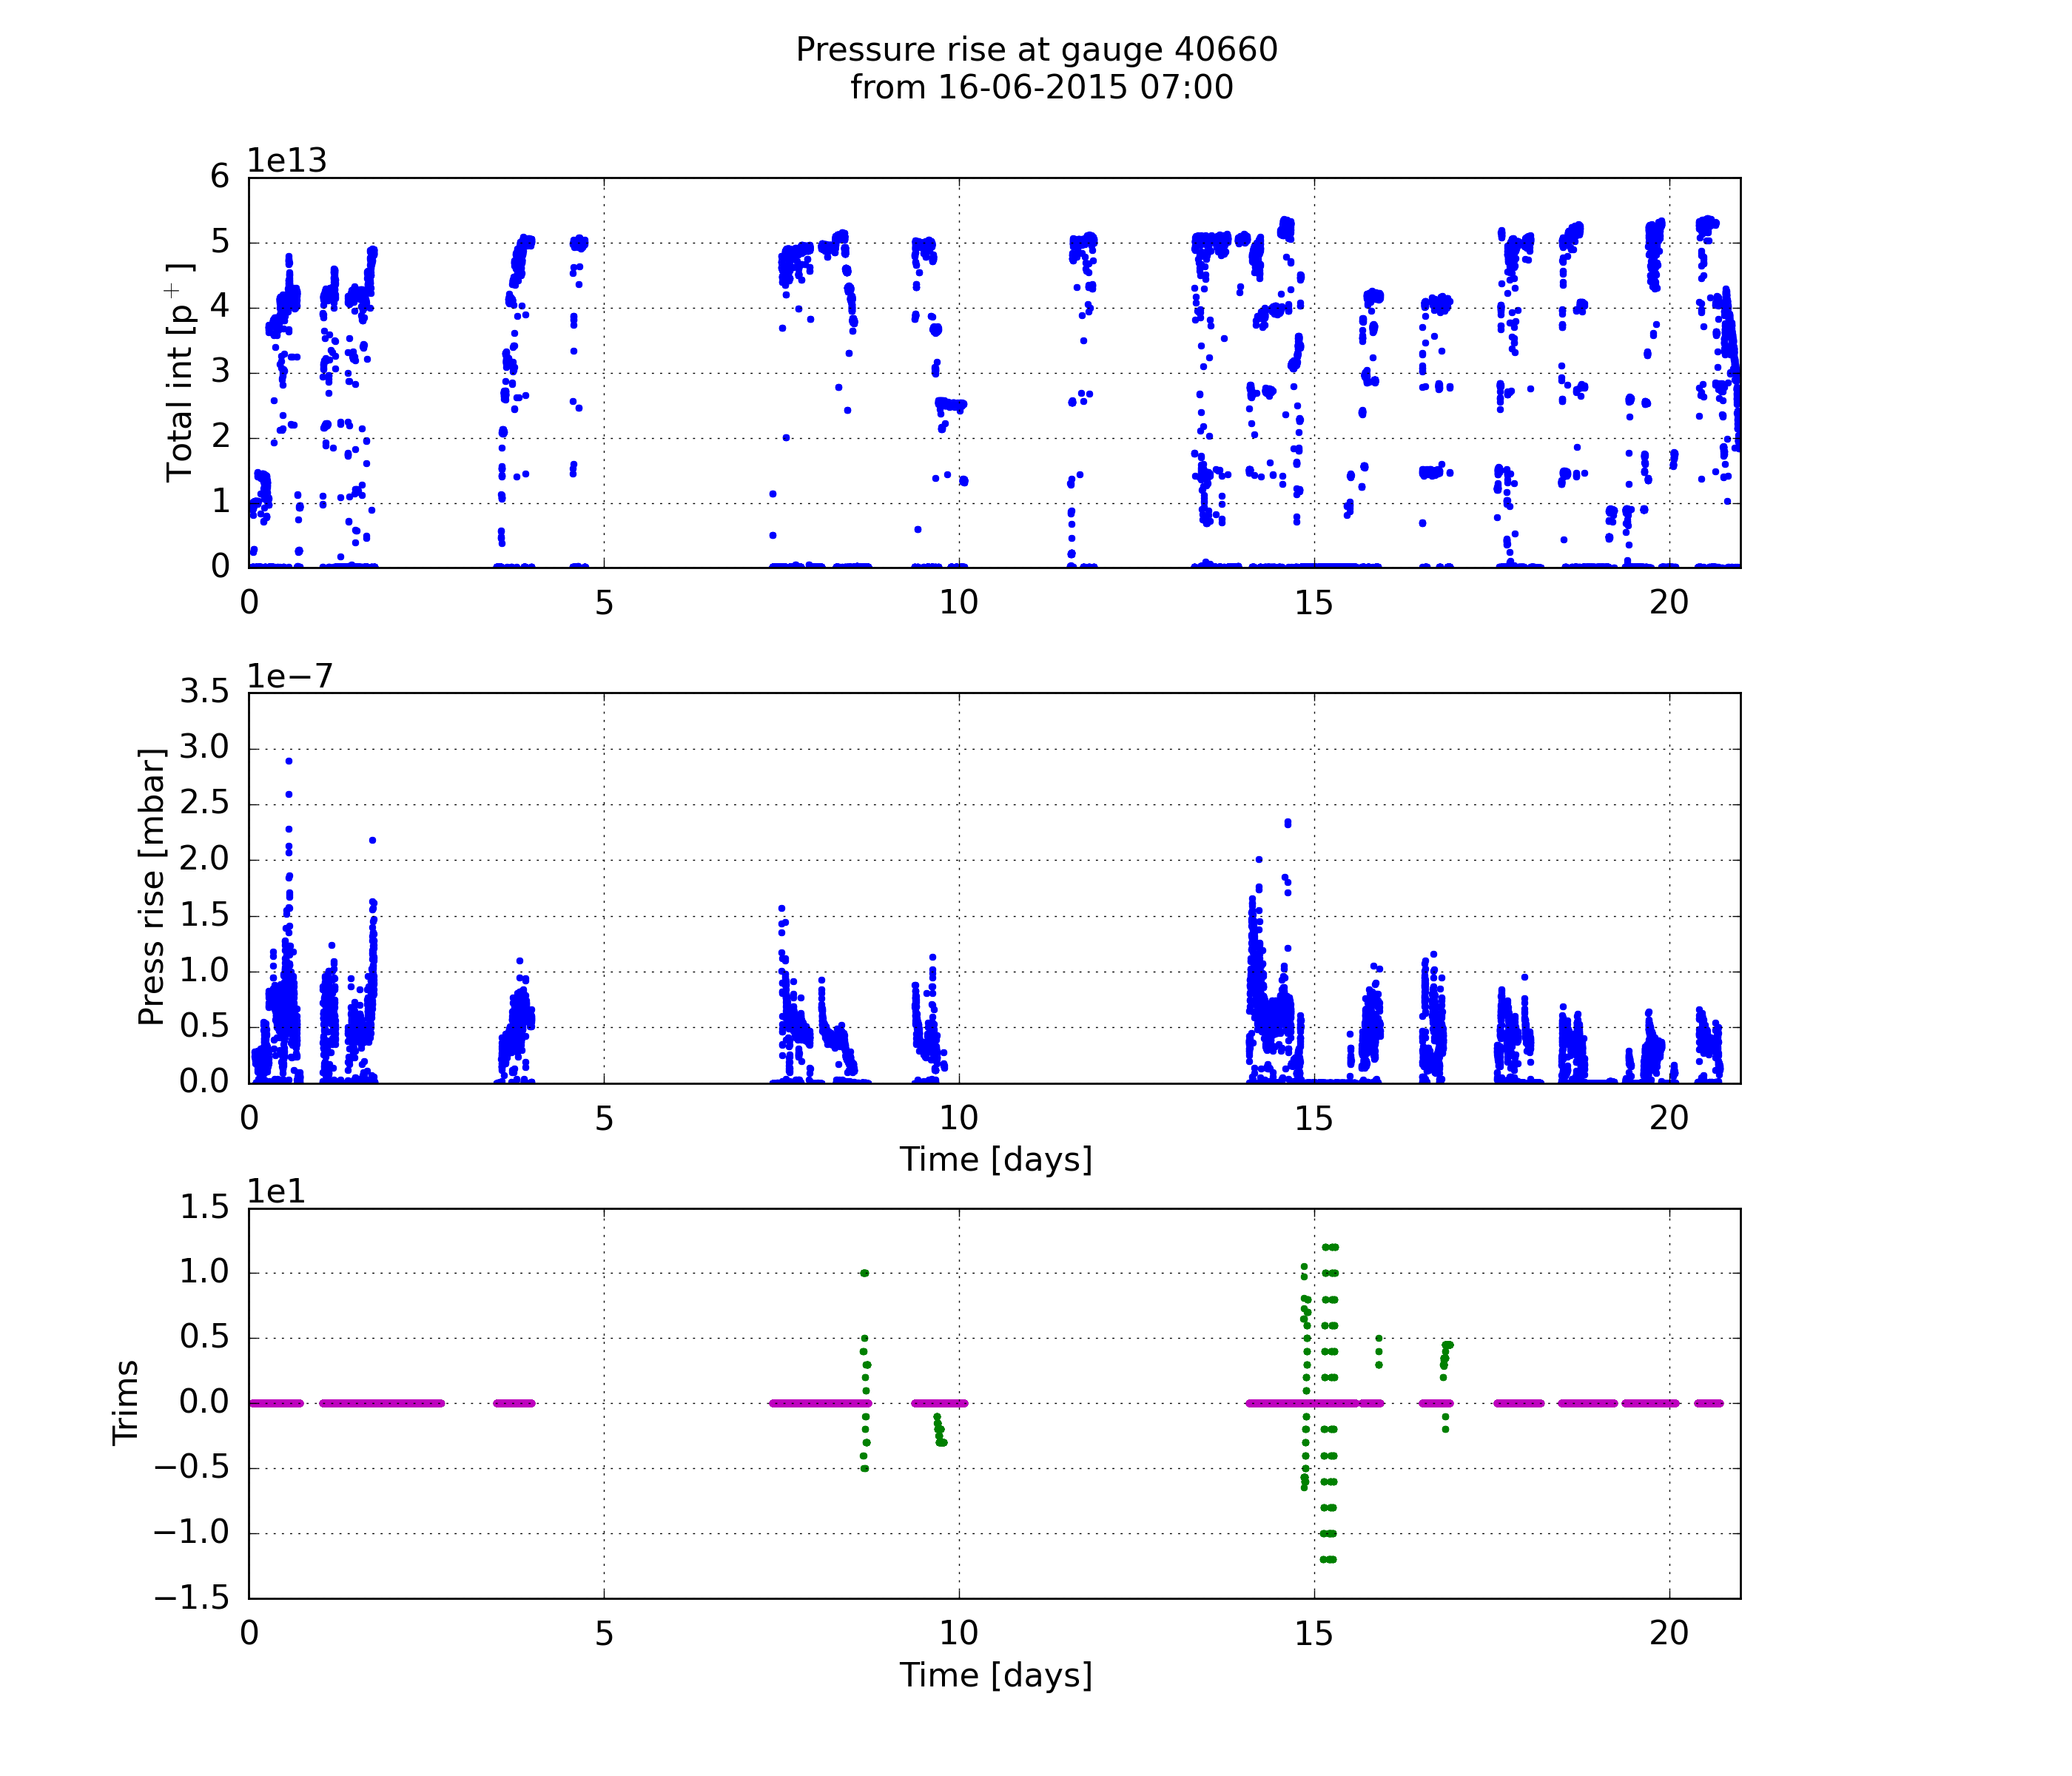 Pressure rise at gauge 40660
from 16-06-2015 07:00
1e13
6
5
4
3
2
1
0
Total int [p⁺]
0 5 10 15 20
1e−7
3.5
3.0
2.5
2.0
1.5
1.0
0.5
0.0
Press rise [mbar]
0 5 10 15 20
Time [days]
1e1
1.5
1.0
0.5
0.0
−0.5
−1.0
−1.5
Trims
0 5 10 15 20
Time [days]